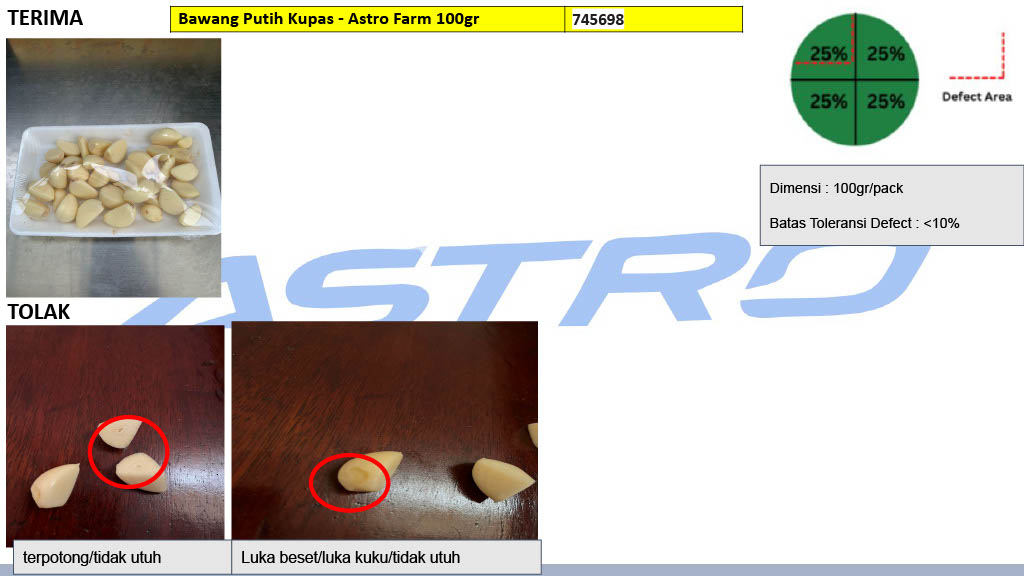 TERIMA
Bawang Putih Kupas - Astro Farm 100gr
745698
25% 25%
25% 25%
Defect Area
Dimensi : 100gr/pack
Batas Toleransi Defect : <10%
ASTRO
TOLAK
terpotong/tidak utuh
Luka beset/luka kuku/tidak utuh